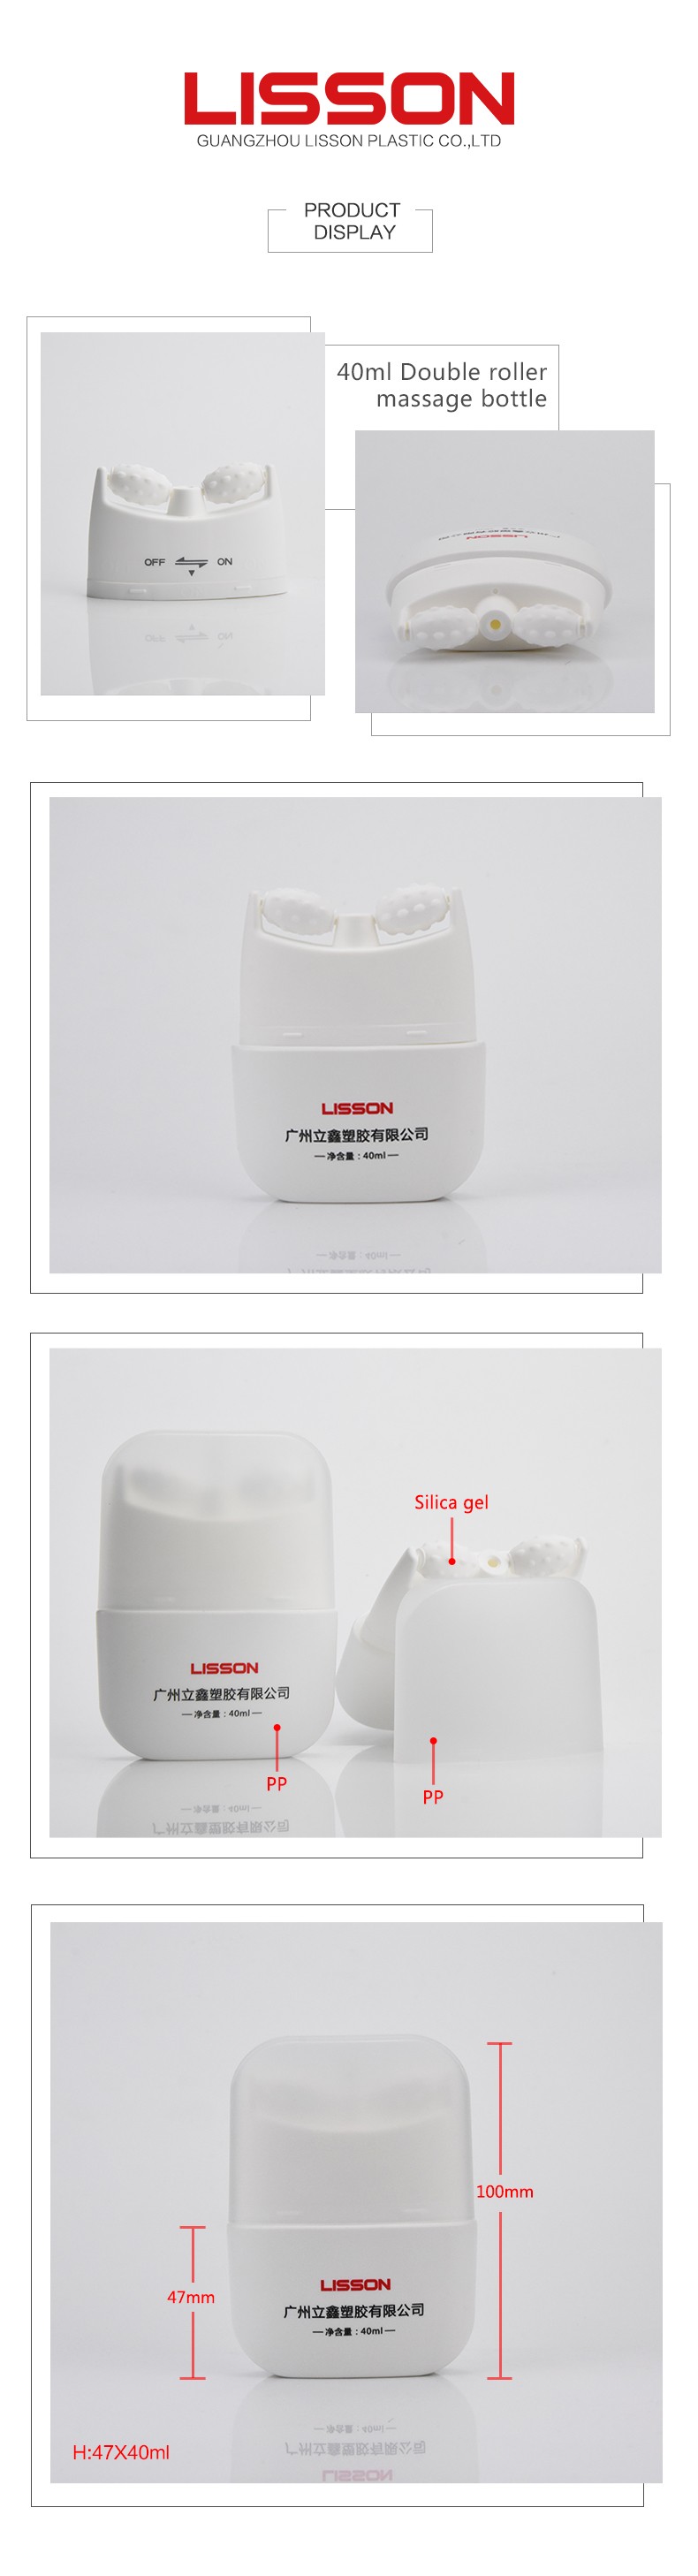 LISSON
GUANGZHOU LISSON PLASTIC CO.,LTD
PRODUCT
DISPLAY
40ml Double roller
massage bottle
OFF ON
LISSON
LISSON
广州立鑫塑胶有限公司
净含量：40ml
Silica gel
LISSON
广州立鑫塑胶有限公司
净含量：40ml
PP
PP
100mm
47mm
LISSON
广州立鑫塑胶有限公司
净含量：40ml
H:47X40ml